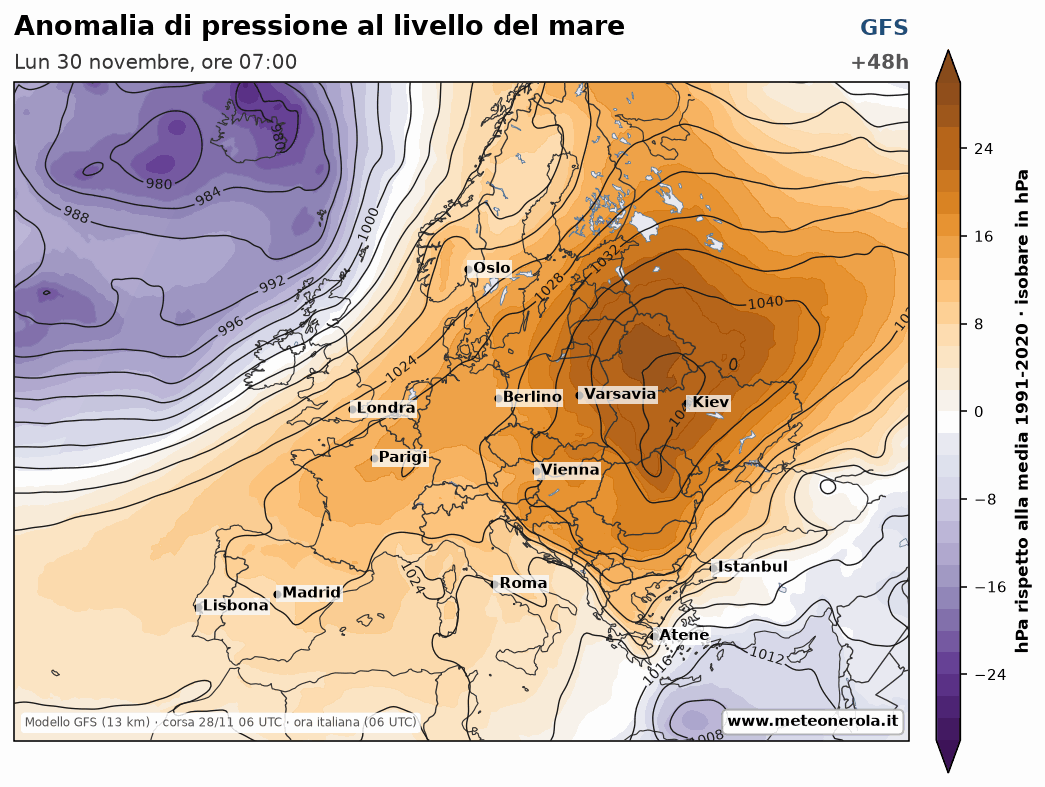 Anomalia di pressione al livello del mare
GFS
Lun 30 novembre, ore 07:00
+48h
980
980
984
988
1000
992
996
1032
1028
1040
1024
Oslo
Londra
Berlino
Varsavia
Kiev
Parigi
Vienna
1024
Istanbul
Roma
Madrid
Lisbona
Atene
1016
1012
1008
Modello GFS (13 km) · corsa 28/11 06 UTC · ora italiana (06 UTC)
www.meteonerola.it
24
16
8
0
−8
−16
−24
hPa rispetto alla media 1991-2020 · isobare in hPa